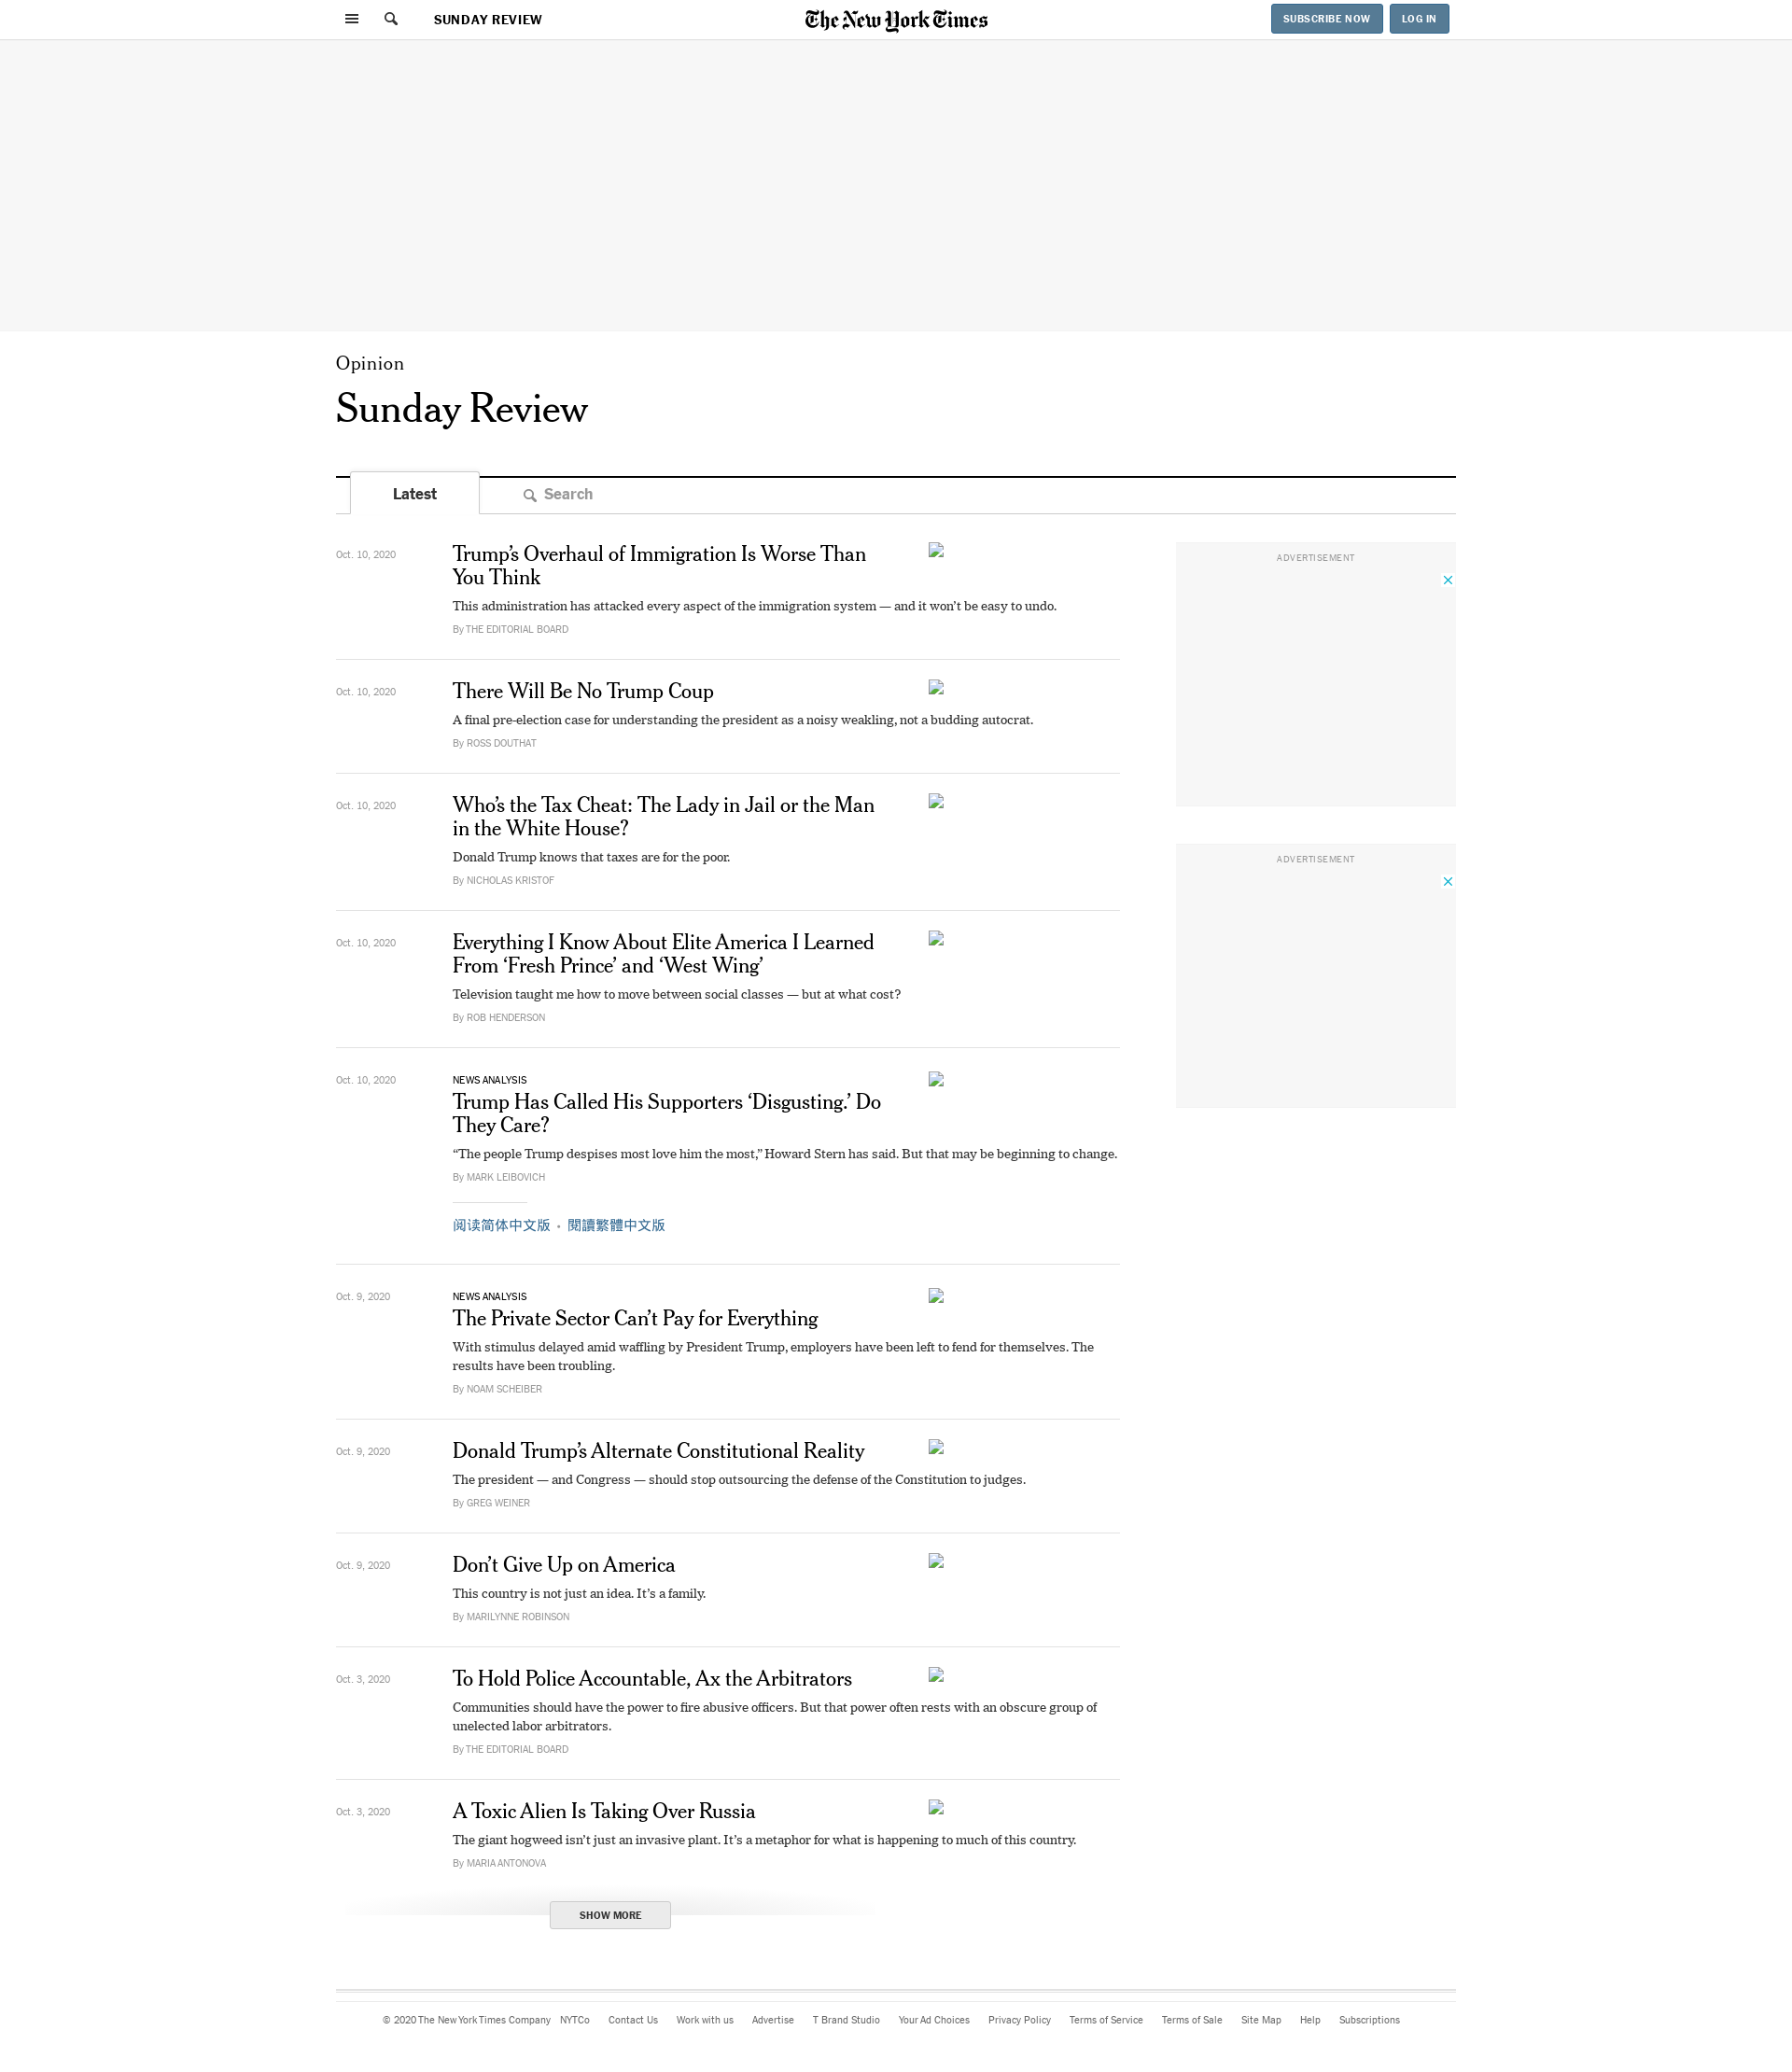 SUNDAY REVIEW
The New York Times
SUBSCRIBE NOW
LOG IN
Opinion
Sunday Review
Latest
Search
Oct. 10, 2020
Trump’s Overhaul of Immigration Is Worse Than
You Think
This administration has attacked every aspect of the immigration system — and it won’t be easy to undo.
By THE EDITORIAL BOARD
Oct. 10, 2020
There Will Be No Trump Coup
A final pre-election case for understanding the president as a noisy weakling, not a budding autocrat.
By ROSS DOUTHAT
Oct. 10, 2020
Who’s the Tax Cheat: The Lady in Jail or the Man
in the White House?
Donald Trump knows that taxes are for the poor.
By NICHOLAS KRISTOF
Oct. 10, 2020
Everything I Know About Elite America I Learned
From ‘Fresh Prince’ and ‘West Wing’
Television taught me how to move between social classes — but at what cost?
By ROB HENDERSON
Oct. 10, 2020
NEWS ANALYSIS
Trump Has Called His Supporters ‘Disgusting.’ Do
They Care?
“The people Trump despises most love him the most,” Howard Stern has said. But that may be beginning to change.
By MARK LEIBOVICH
阅读简体中文版 • 閱讀繁體中文版
Oct. 9, 2020
NEWS ANALYSIS
The Private Sector Can’t Pay for Everything
With stimulus delayed amid waffling by President Trump, employers have been left to fend for themselves. The
results have been troubling.
By NOAM SCHEIBER
Oct. 9, 2020
Donald Trump’s Alternate Constitutional Reality
The president — and Congress — should stop outsourcing the defense of the Constitution to judges.
By GREG WEINER
Oct. 9, 2020
Don’t Give Up on America
This country is not just an idea. It’s a family.
By MARILYNNE ROBINSON
Oct. 3, 2020
To Hold Police Accountable, Ax the Arbitrators
Communities should have the power to fire abusive officers. But that power often rests with an obscure group of
unelected labor arbitrators.
By THE EDITORIAL BOARD
Oct. 3, 2020
A Toxic Alien Is Taking Over Russia
The giant hogweed isn’t just an invasive plant. It’s a metaphor for what is happening to much of this country.
By MARIA ANTONOVA
SHOW MORE
ADVERTISEMENT
ADVERTISEMENT
© 2020 The New York Times Company NYTCo Contact Us Work with us Advertise T Brand Studio Your Ad Choices Privacy Policy Terms of Service Terms of Sale Site Map Help Subscriptions